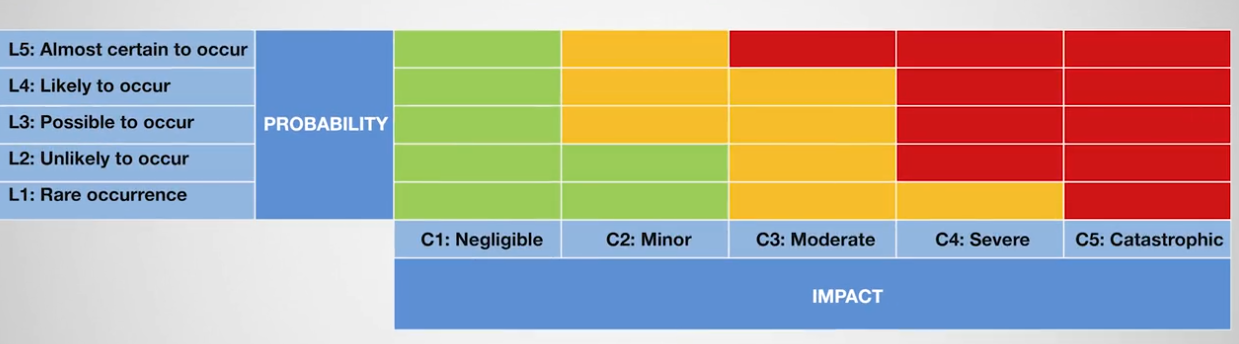 L5: Almost certain to occur
L4: Likely to occur
L3: Possible to occur
L2: Unlikely to occur
L1: Rare occurrence
PROBABILITY
C1: Negligible
C2: Minor
C3: Moderate
C4: Severe
C5: Catastrophic
IMPACT